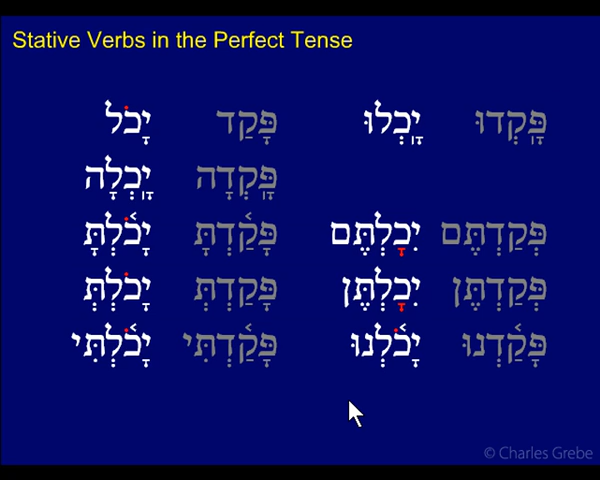 Stative Verbs in the Perfect Tense
יָכֹל פָּקַד יָֽכְלוּ פָּֽקְדוּ
יָֽכְלָה פָּֽקְדָה
יָכֹ֫לְתָּ פָּקַ֫דְתָּ יְכָלְתֶּם פְּקַדְתֶּם
יָכֹלְתְּ פָּקַדְתְּ יְכָלְתֶּן פְּקַדְתֶּן
יָכֹ֫לְתִּי פָּקַ֫דְתִּי יָכֹ֫לְנוּ פָּקַ֫דְנוּ
© Charles Grebe